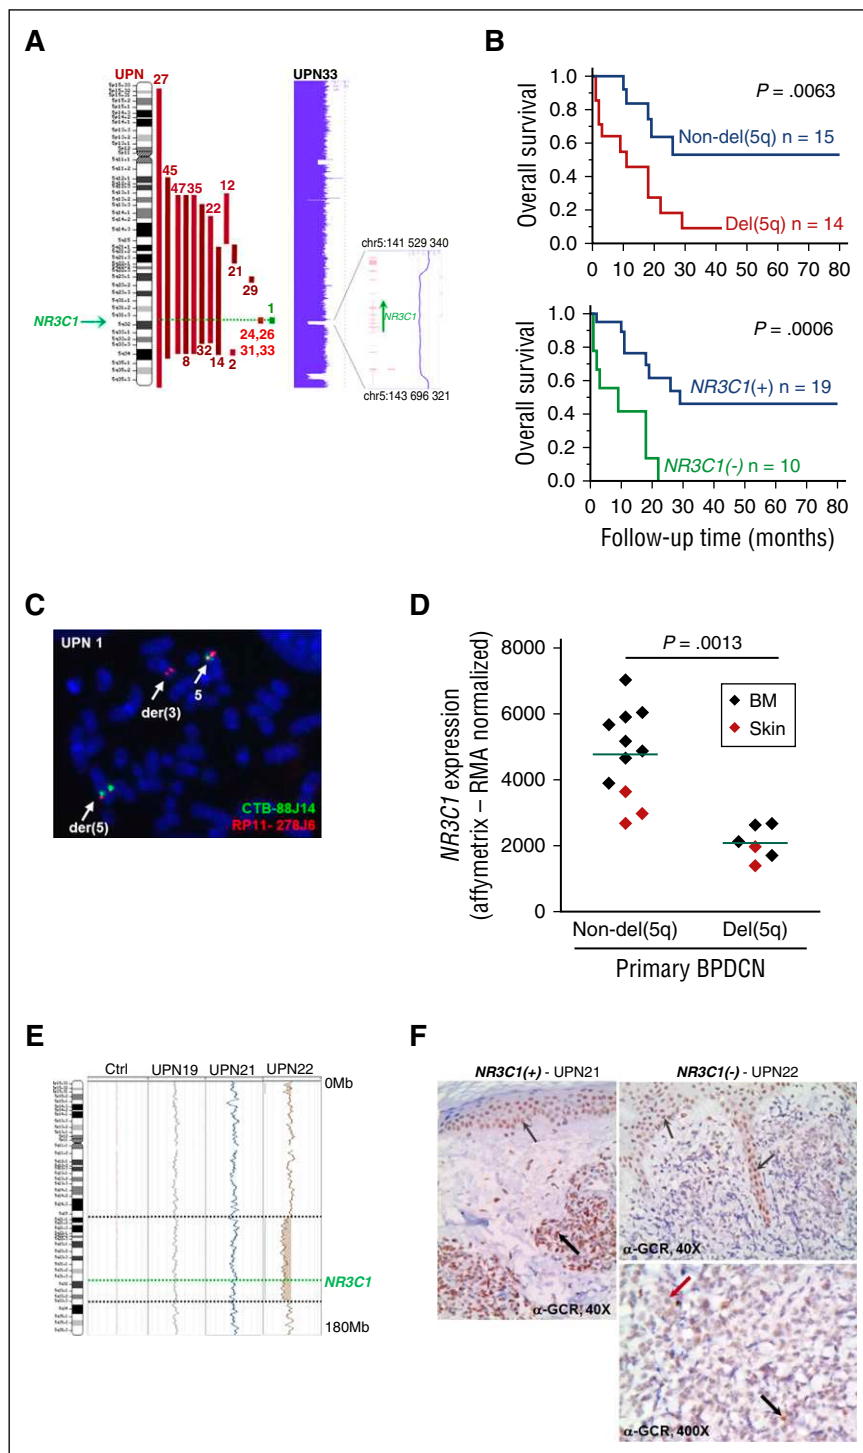 A
UPN
27
45
47 35
12
22
21
29
1
NR3C1
24,26
31,33
8
32
14
2
UPN33
chr5:141 529 340
NR3C1
chr5:143 696 321
B
Overall survival
1.0
0.8
0.6
0.4
0.2
0.0
P = .0063
Non-del(5q) n = 15
Del(5q) n = 14
0 10 20 30 40 50 60 70 80
Overall survival
1.0
0.8
0.6
0.4
0.2
0.0
P = .0006
NR3C1(+) n = 19
NR3C1(-) n = 10
0 10 20 30 40 50 60 70 80
Follow-up time (months)
C
UPN 1
der(3)
5
der(5)
CTB-88J14
RP11- 278J6
D
NR3C1 expression
(affymetrix – RMA normalized)
8000
6000
4000
2000
0
P = .0013
BM
Skin
Non-del(5q) Del(5q)
Primary BPDCN
E
Ctrl UPN19 UPN21 UPN22
0Mb
NR3C1
180Mb
F
NR3C1(+) - UPN21
α-GCR, 40X
NR3C1(-) - UPN22
α-GCR, 40X
α-GCR, 400X